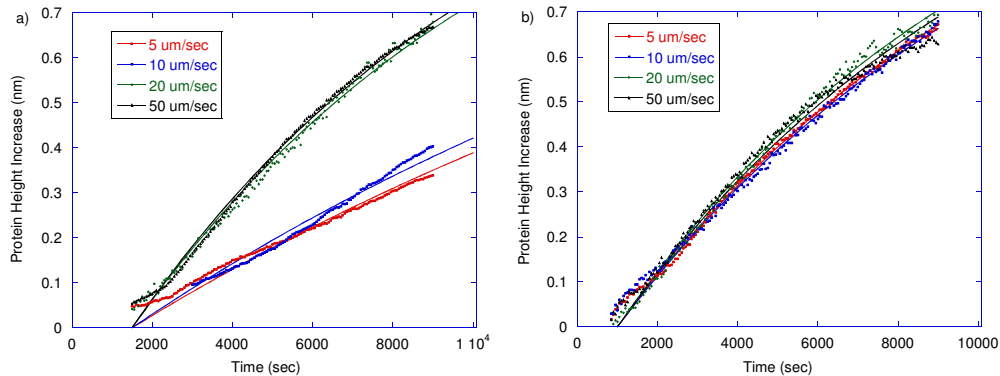 a)
Protein Height Increase (nm)
0.7
0.6
0.5
0.4
0.3
0.2
0.1
0
5 um/sec
10 um/sec
20 um/sec
50 um/sec
0 2000 4000 6000 8000 1 10⁴
Time (sec)
b)
Protein Height Increase (nm)
0.7
0.6
0.5
0.4
0.3
0.2
0.1
0
5 um/sec
10 um/sec
20 um/sec
50 um/sec
0 2000 4000 6000 8000 10000
Time (sec)